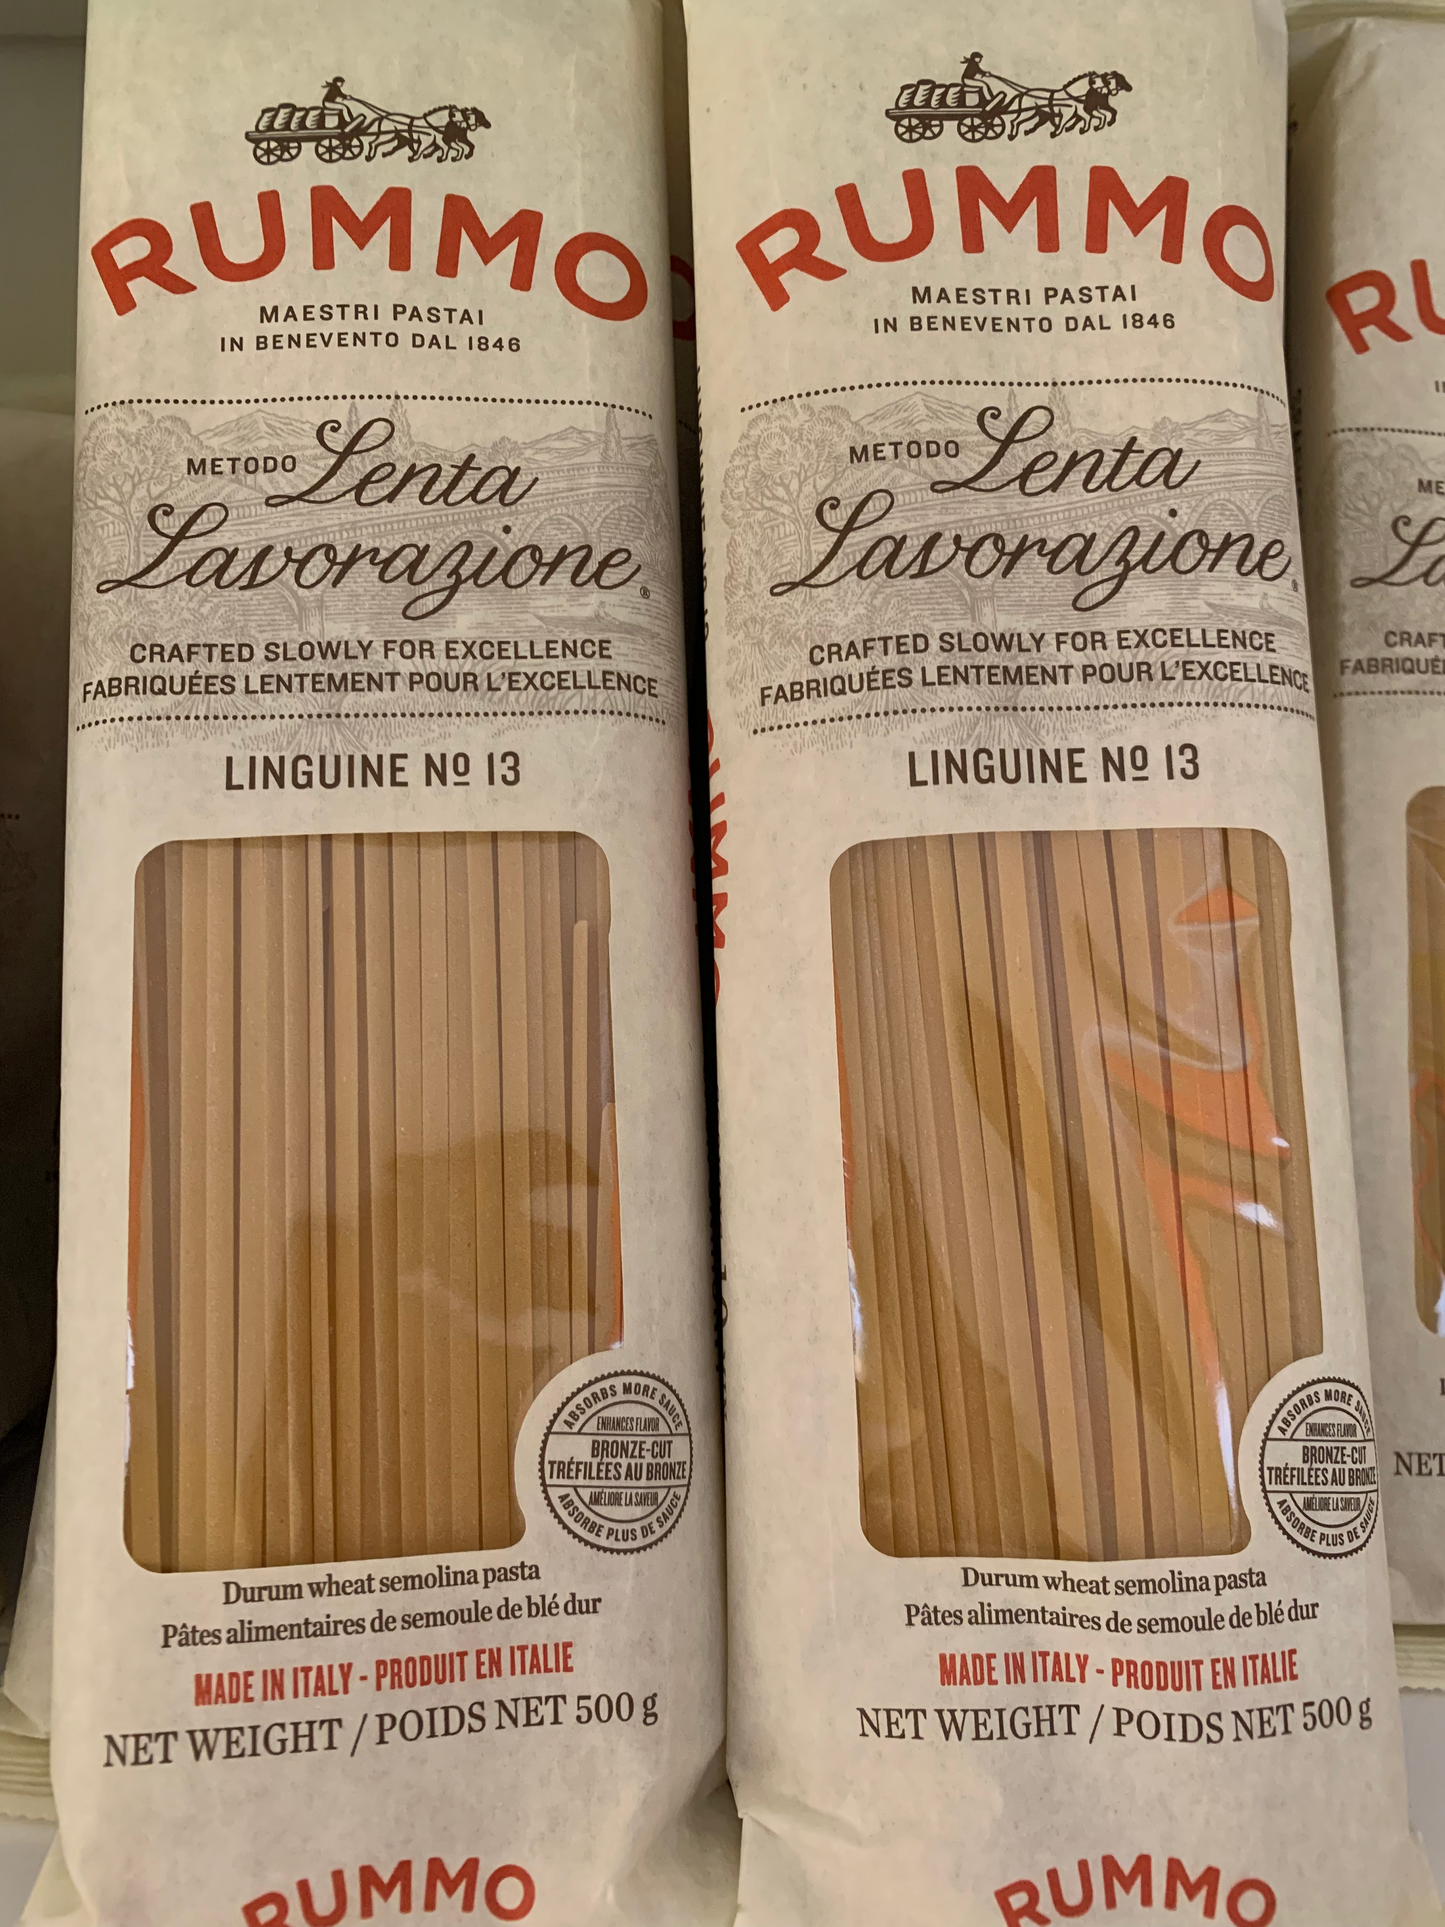 RUMMO
MAESTRI PASTAI
IN BENEVENTO DAL 1846
METODO Lenta
Lavorazione®
CRAFTED SLOWLY FOR EXCELLENCE
FABRIQUÉES LENTEMENT POUR L'EXCELLENCE
LINGUINE Nº 13
ABSORBS MORE SAUCE
ENHANCES FLAVOR
BRONZE-CUT
TRÉFILÉES AU BRONZE
AMÉLIORE LA SAVEUR
ABSORBE PLUS DE SAUCE
Durum wheat semolina pasta
Pâtes alimentaires de semoule de blé dur
MADE IN ITALY - PRODUIT EN ITALIE
NET WEIGHT / POIDS NET 500 g
RUMMO
RUMMO
MAESTRI PASTAI
IN BENEVENTO DAL 1846
METODO Lenta
Lavorazione®
CRAFTED SLOWLY FOR EXCELLENCE
FABRIQUÉES LENTEMENT POUR L'EXCELLENCE
LINGUINE Nº 13
ABSORBS MORE SAUCE
ENHANCES FLAVOR
BRONZE-CUT
TRÉFILÉES AU BRONZE
AMÉLIORE LA SAVEUR
ABSORBE PLUS DE SAUCE
Durum wheat semolina pasta
Pâtes alimentaires de semoule de blé dur
MADE IN ITALY - PRODUIT EN ITALIE
NET WEIGHT / POIDS NET 500 g
RUMMO
RU
ME
La
CRAFT
FABRIQUÉE
NET